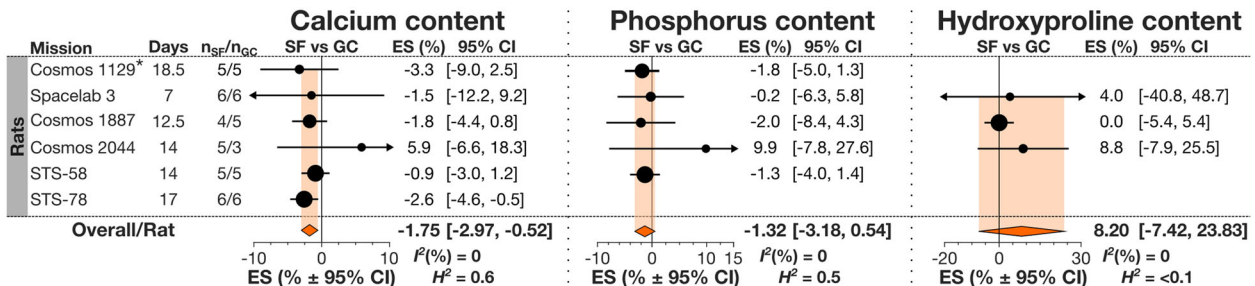 Calcium content Phosphorus content Hydroxyproline content
Mission Days nSF/nGC SF vs GC ES (%) 95% CI SF vs GC ES (%) 95% CI SF vs GC ES (%) 95% CI
Rats
Cosmos 1129* 18.5 5/5 -3.3 [-9.0, 2.5] -1.8 [-5.0, 1.3]
Spacelab 3 7 6/6 -1.5 [-12.2, 9.2] -0.2 [-6.3, 5.8] 4.0 [-40.8, 48.7]
Cosmos 1887 12.5 4/5 -1.8 [-4.4, 0.8] -2.0 [-8.4, 4.3] 0.0 [-5.4, 5.4]
Cosmos 2044 14 5/3 5.9 [-6.6, 18.3] 9.9 [-7.8, 27.6] 8.8 [-7.9, 25.5]
STS-58 14 5/5 -0.9 [-3.0, 1.2] -1.3 [-4.0, 1.4]
STS-78 17 6/6 -2.6 [-4.6, -0.5]
Overall/Rat -1.75 [-2.97, -0.52] -1.32 [-3.18, 0.54] 8.20 [-7.42, 23.83]
-10 0 10 I²(%) = 0 -10 0 10 15 I²(%) = 0 -20 0 30 I²(%) = 0
ES (% ± 95% CI) H² = 0.6 ES (% ± 95% CI) H² = 0.5 ES (% ± 95% CI) H² = <0.1